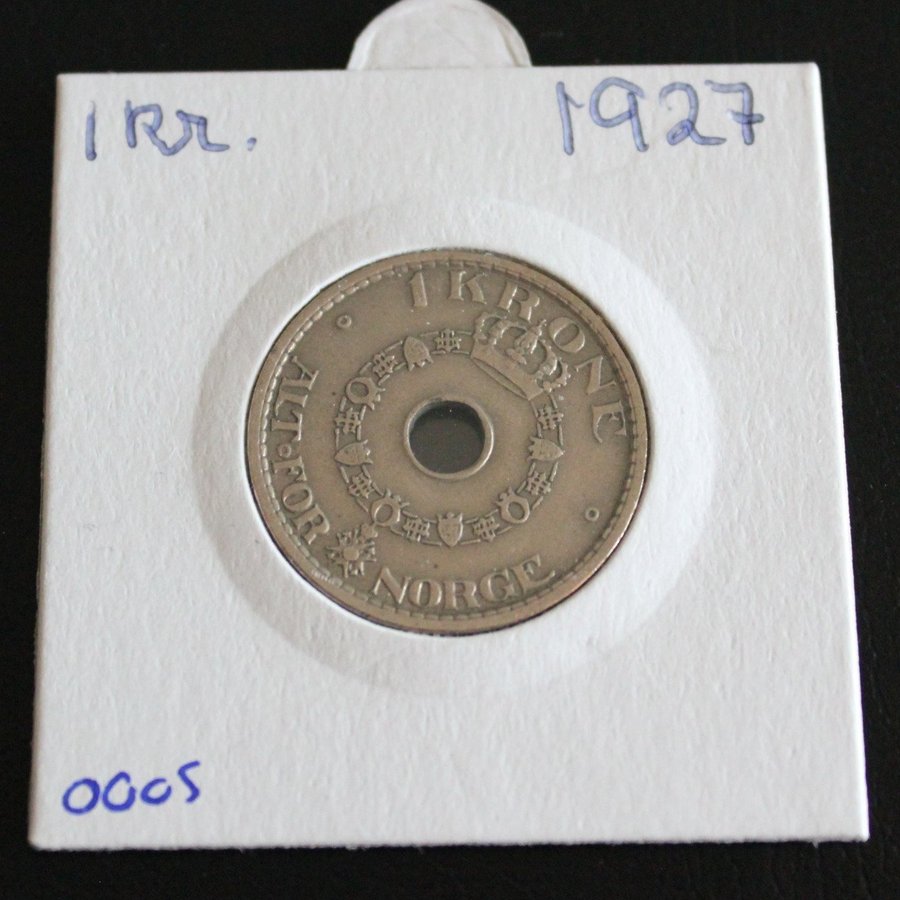 1 Kr. 1927
1 KRONE
ALT FOR NORGE
0005